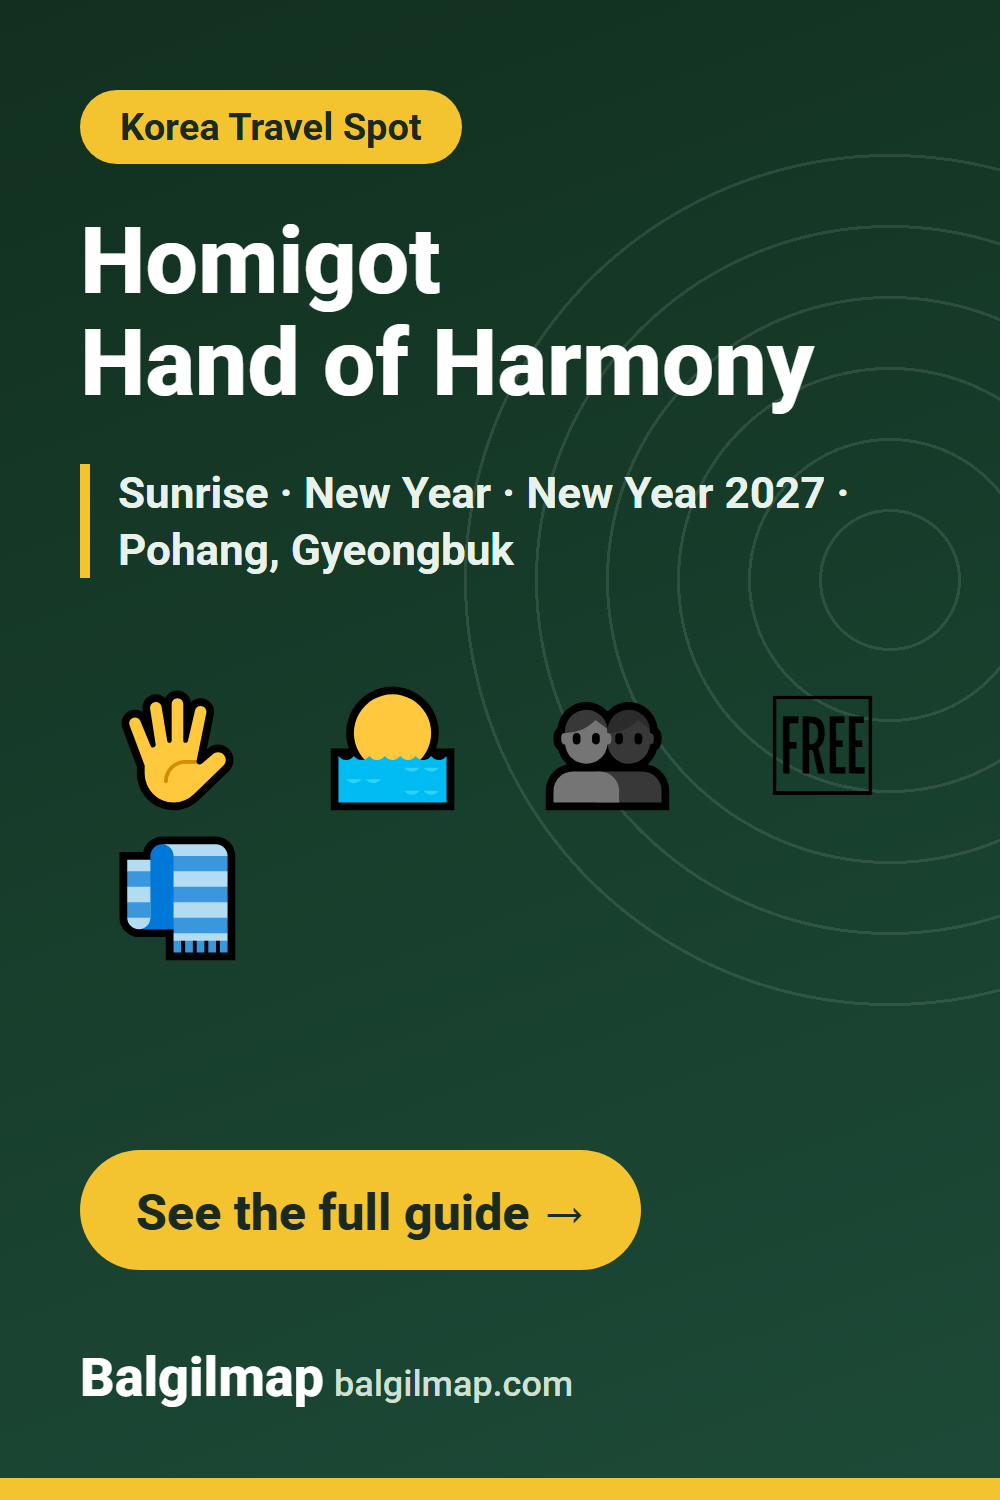 Korea Travel Spot
Homigot
Hand of Harmony
Sunrise · New Year · New Year 2027 ·
Pohang, Gyeongbuk
FREE
See the full guide →
Balgilmap balgilmap.com